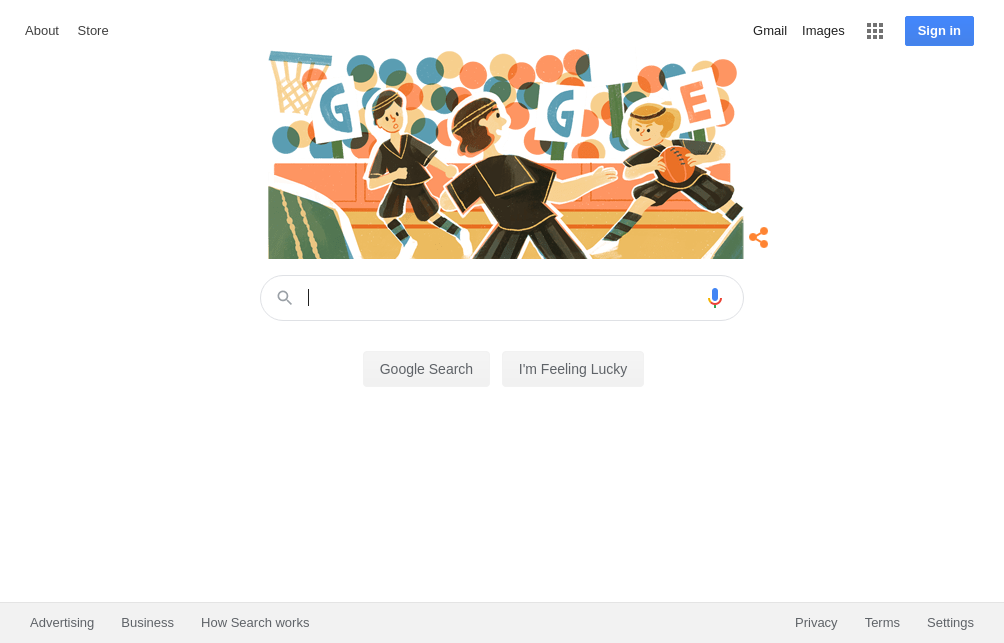 About Store Gmail Images Sign in
G G E
Google Search I'm Feeling Lucky
Advertising Business How Search works Privacy Terms Settings